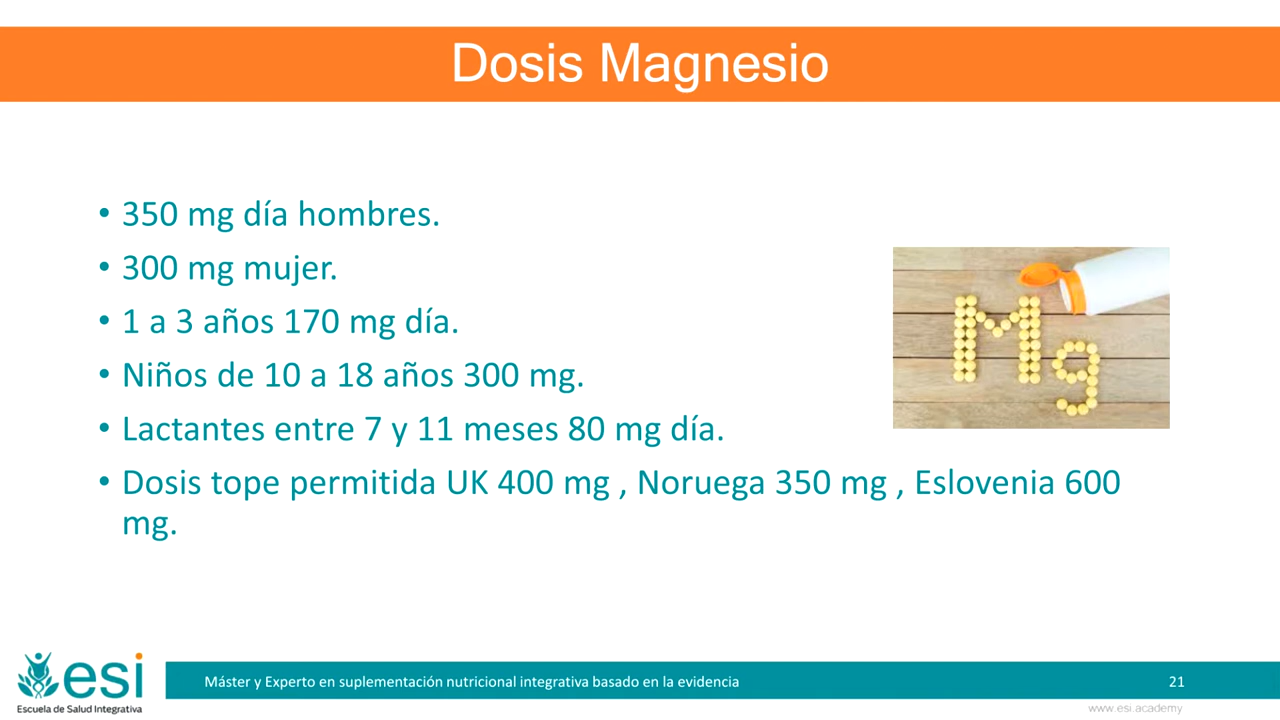 Dosis Magnesio
• 350 mg día hombres.
• 300 mg mujer.
• 1 a 3 años 170 mg día.
• Niños de 10 a 18 años 300 mg.
• Lactantes entre 7 y 11 meses 80 mg día.
• Dosis tope permitida UK 400 mg , Noruega 350 mg , Eslovenia 600
mg.
Mg
esi
Escuela de Salud Integrativa
Máster y Experto en suplementación nutricional integrativa basado en la evidencia
21
www.esi.academy